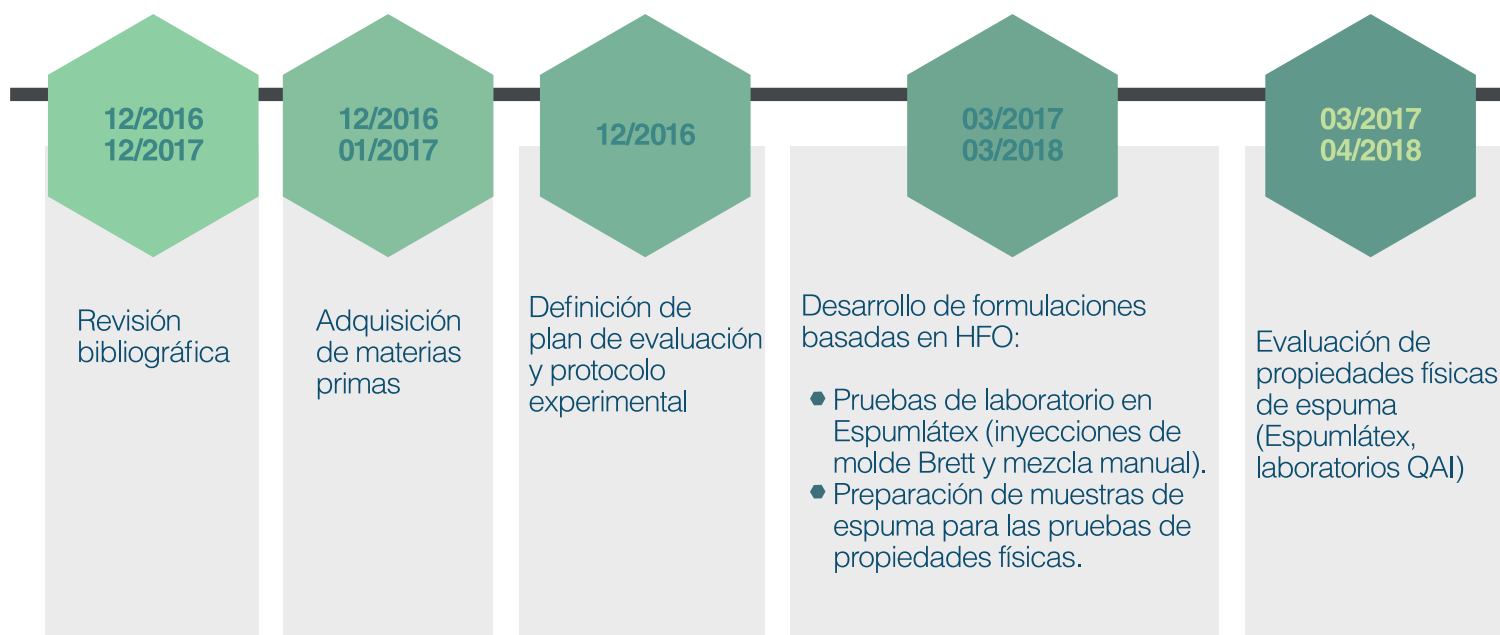 12/2016
12/2017
Revisión
bibliográfica
12/2016
01/2017
Adquisición
de materias
primas
12/2016
Definición de
plan de evaluación
y protocolo
experimental
03/2017
03/2018
Desarrollo de formulaciones
basadas en HFO:
Pruebas de laboratorio en
Espumlátex (inyecciones de
molde Brett y mezcla manual).
Preparación de muestras de
espuma para las pruebas de
propiedades físicas.
03/2017
04/2018
Evaluación de
propiedades físicas
de espuma
(Espumlátex,
laboratorios QAI)